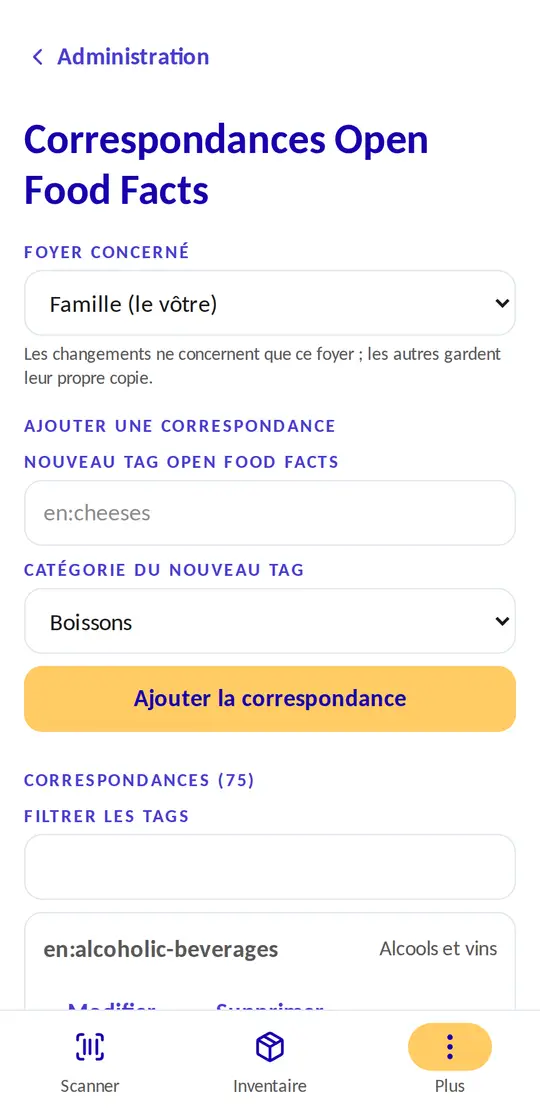 Administration
Correspondances Open
Food Facts
FOYER CONCERNÉ
Famille (le vôtre)
Les changements ne concernent que ce foyer ; les autres gardent
leur propre copie.
AJOUTER UNE CORRESPONDANCE
NOUVEAU TAG OPEN FOOD FACTS
en:cheeses
CATÉGORIE DU NOUVEAU TAG
Boissons
Ajouter la correspondance
CORRESPONDANCES (75)
FILTRER LES TAGS
en:alcoholic-beverages Alcools et vins
Modifier Supprimer
Scanner Inventaire Plus